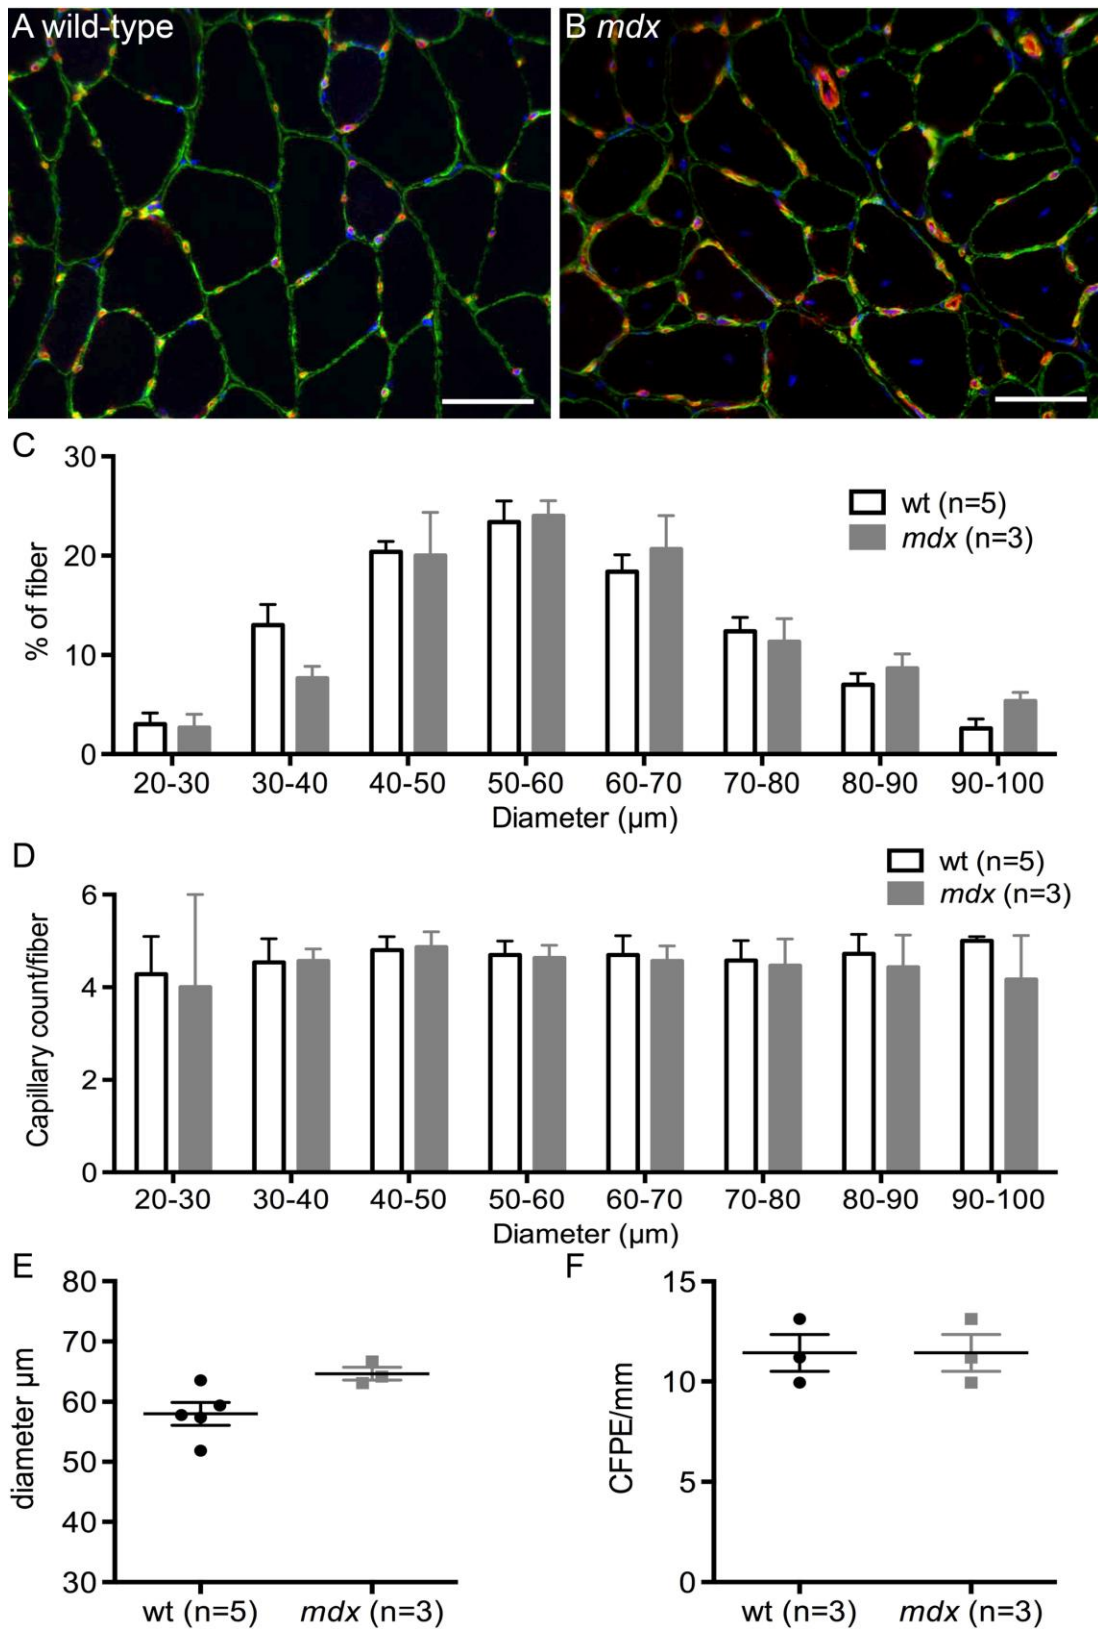 A wild-type
B mdx
C
30
20
10
0
% of fiber
wt (n=5)
mdx (n=3)
20-30 30-40 40-50 50-60 60-70 70-80 80-90 90-100
Diameter (µm)
D
wt (n=5)
mdx (n=3)
6
4
2
0
Capillary count/fiber
20-30 30-40 40-50 50-60 60-70 70-80 80-90 90-100
Diameter (µm)
E
80
70
60
50
40
30
diameter µm
wt (n=5) mdx (n=3)
F
15
10
5
0
CFPE/mm
wt (n=3) mdx (n=3)